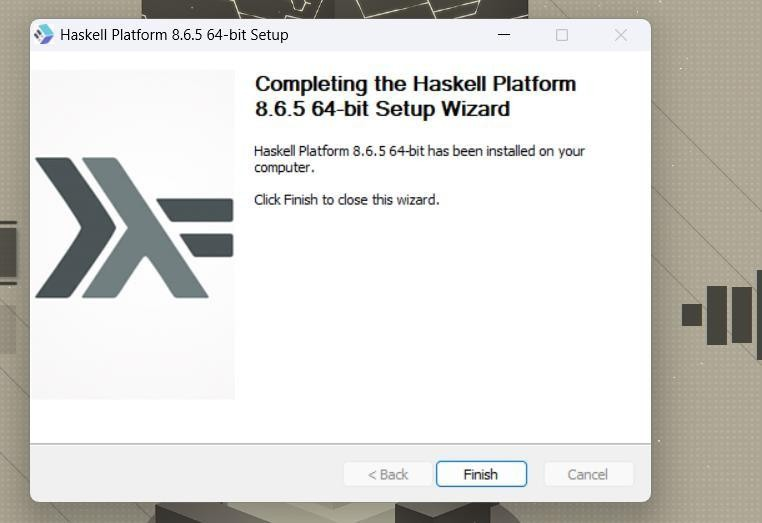 Haskell Platform 8.6.5 64-bit Setup
Completing the Haskell Platform
8.6.5 64-bit Setup Wizard
Haskell Platform 8.6.5 64-bit has been installed on your
computer.
Click Finish to close this wizard.
< Back
Finish
Cancel